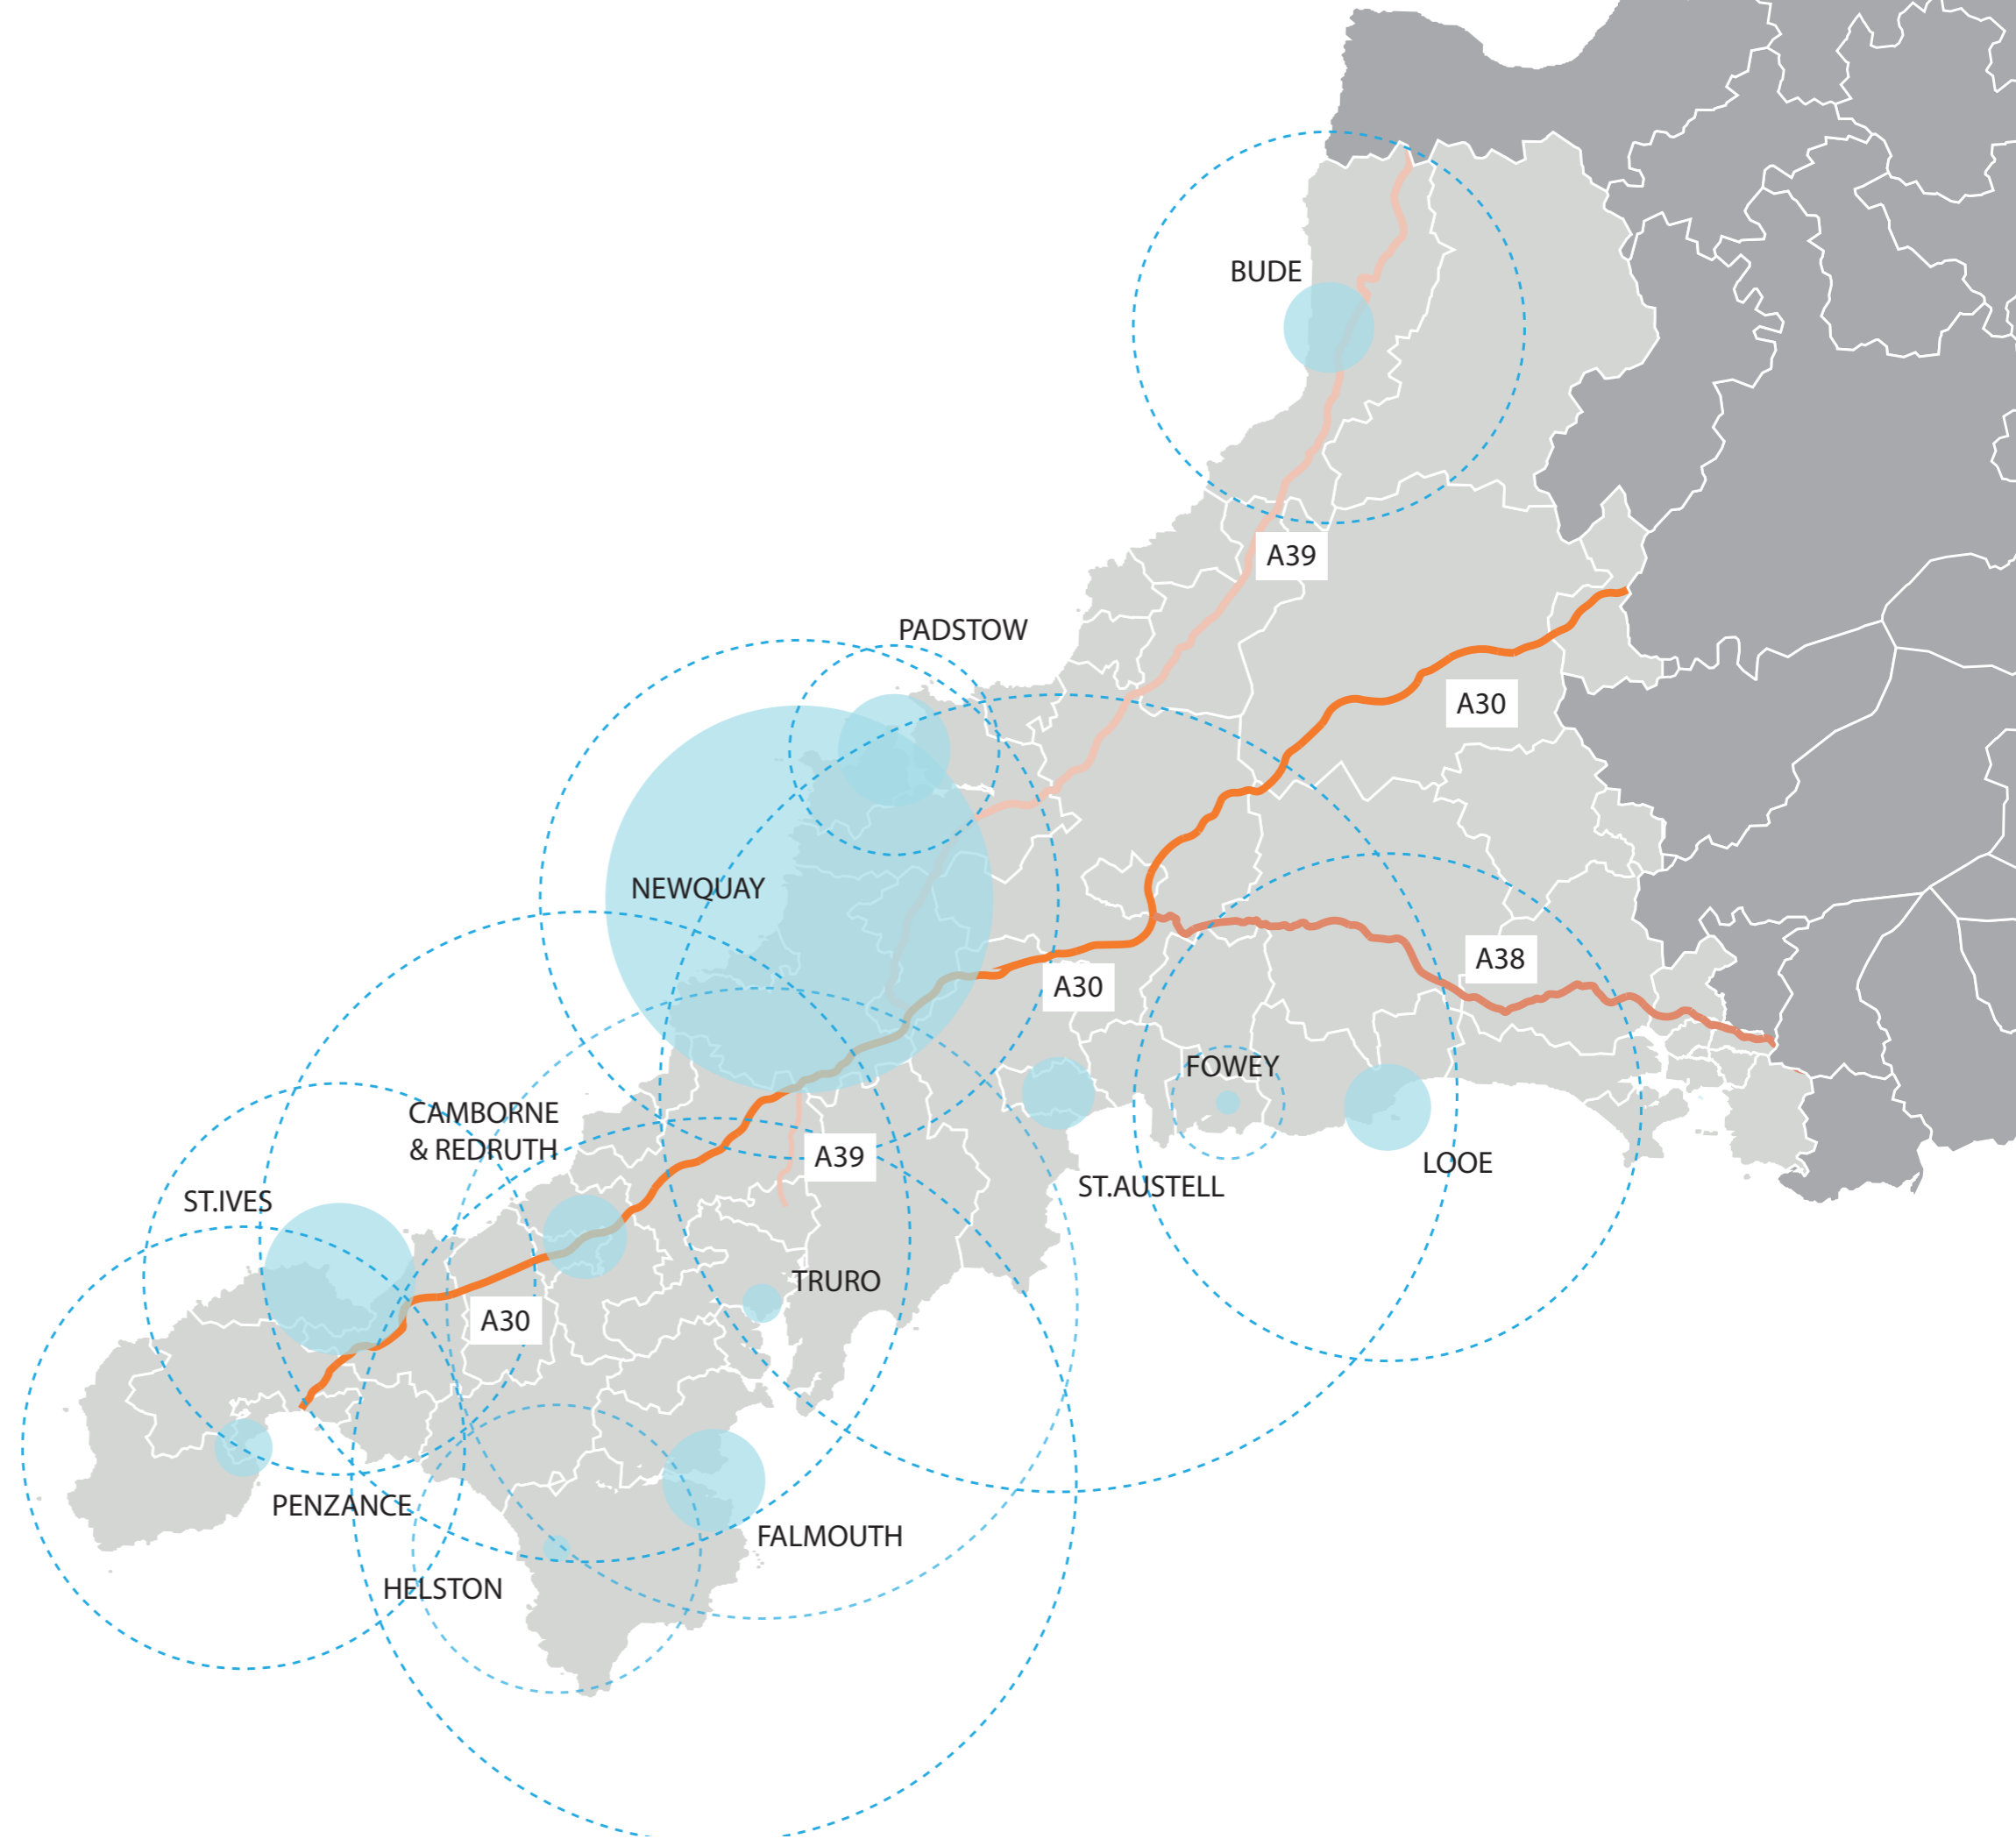 BUDE
A39
PADSTOW
A30
NEWQUAY
A38
A30
FOWEY
CAMBORNE
& REDRUTH
A39
LOOE
ST.AUSTELL
ST.IVES
TRURO
A30
PENZANCE
FALMOUTH
HELSTON